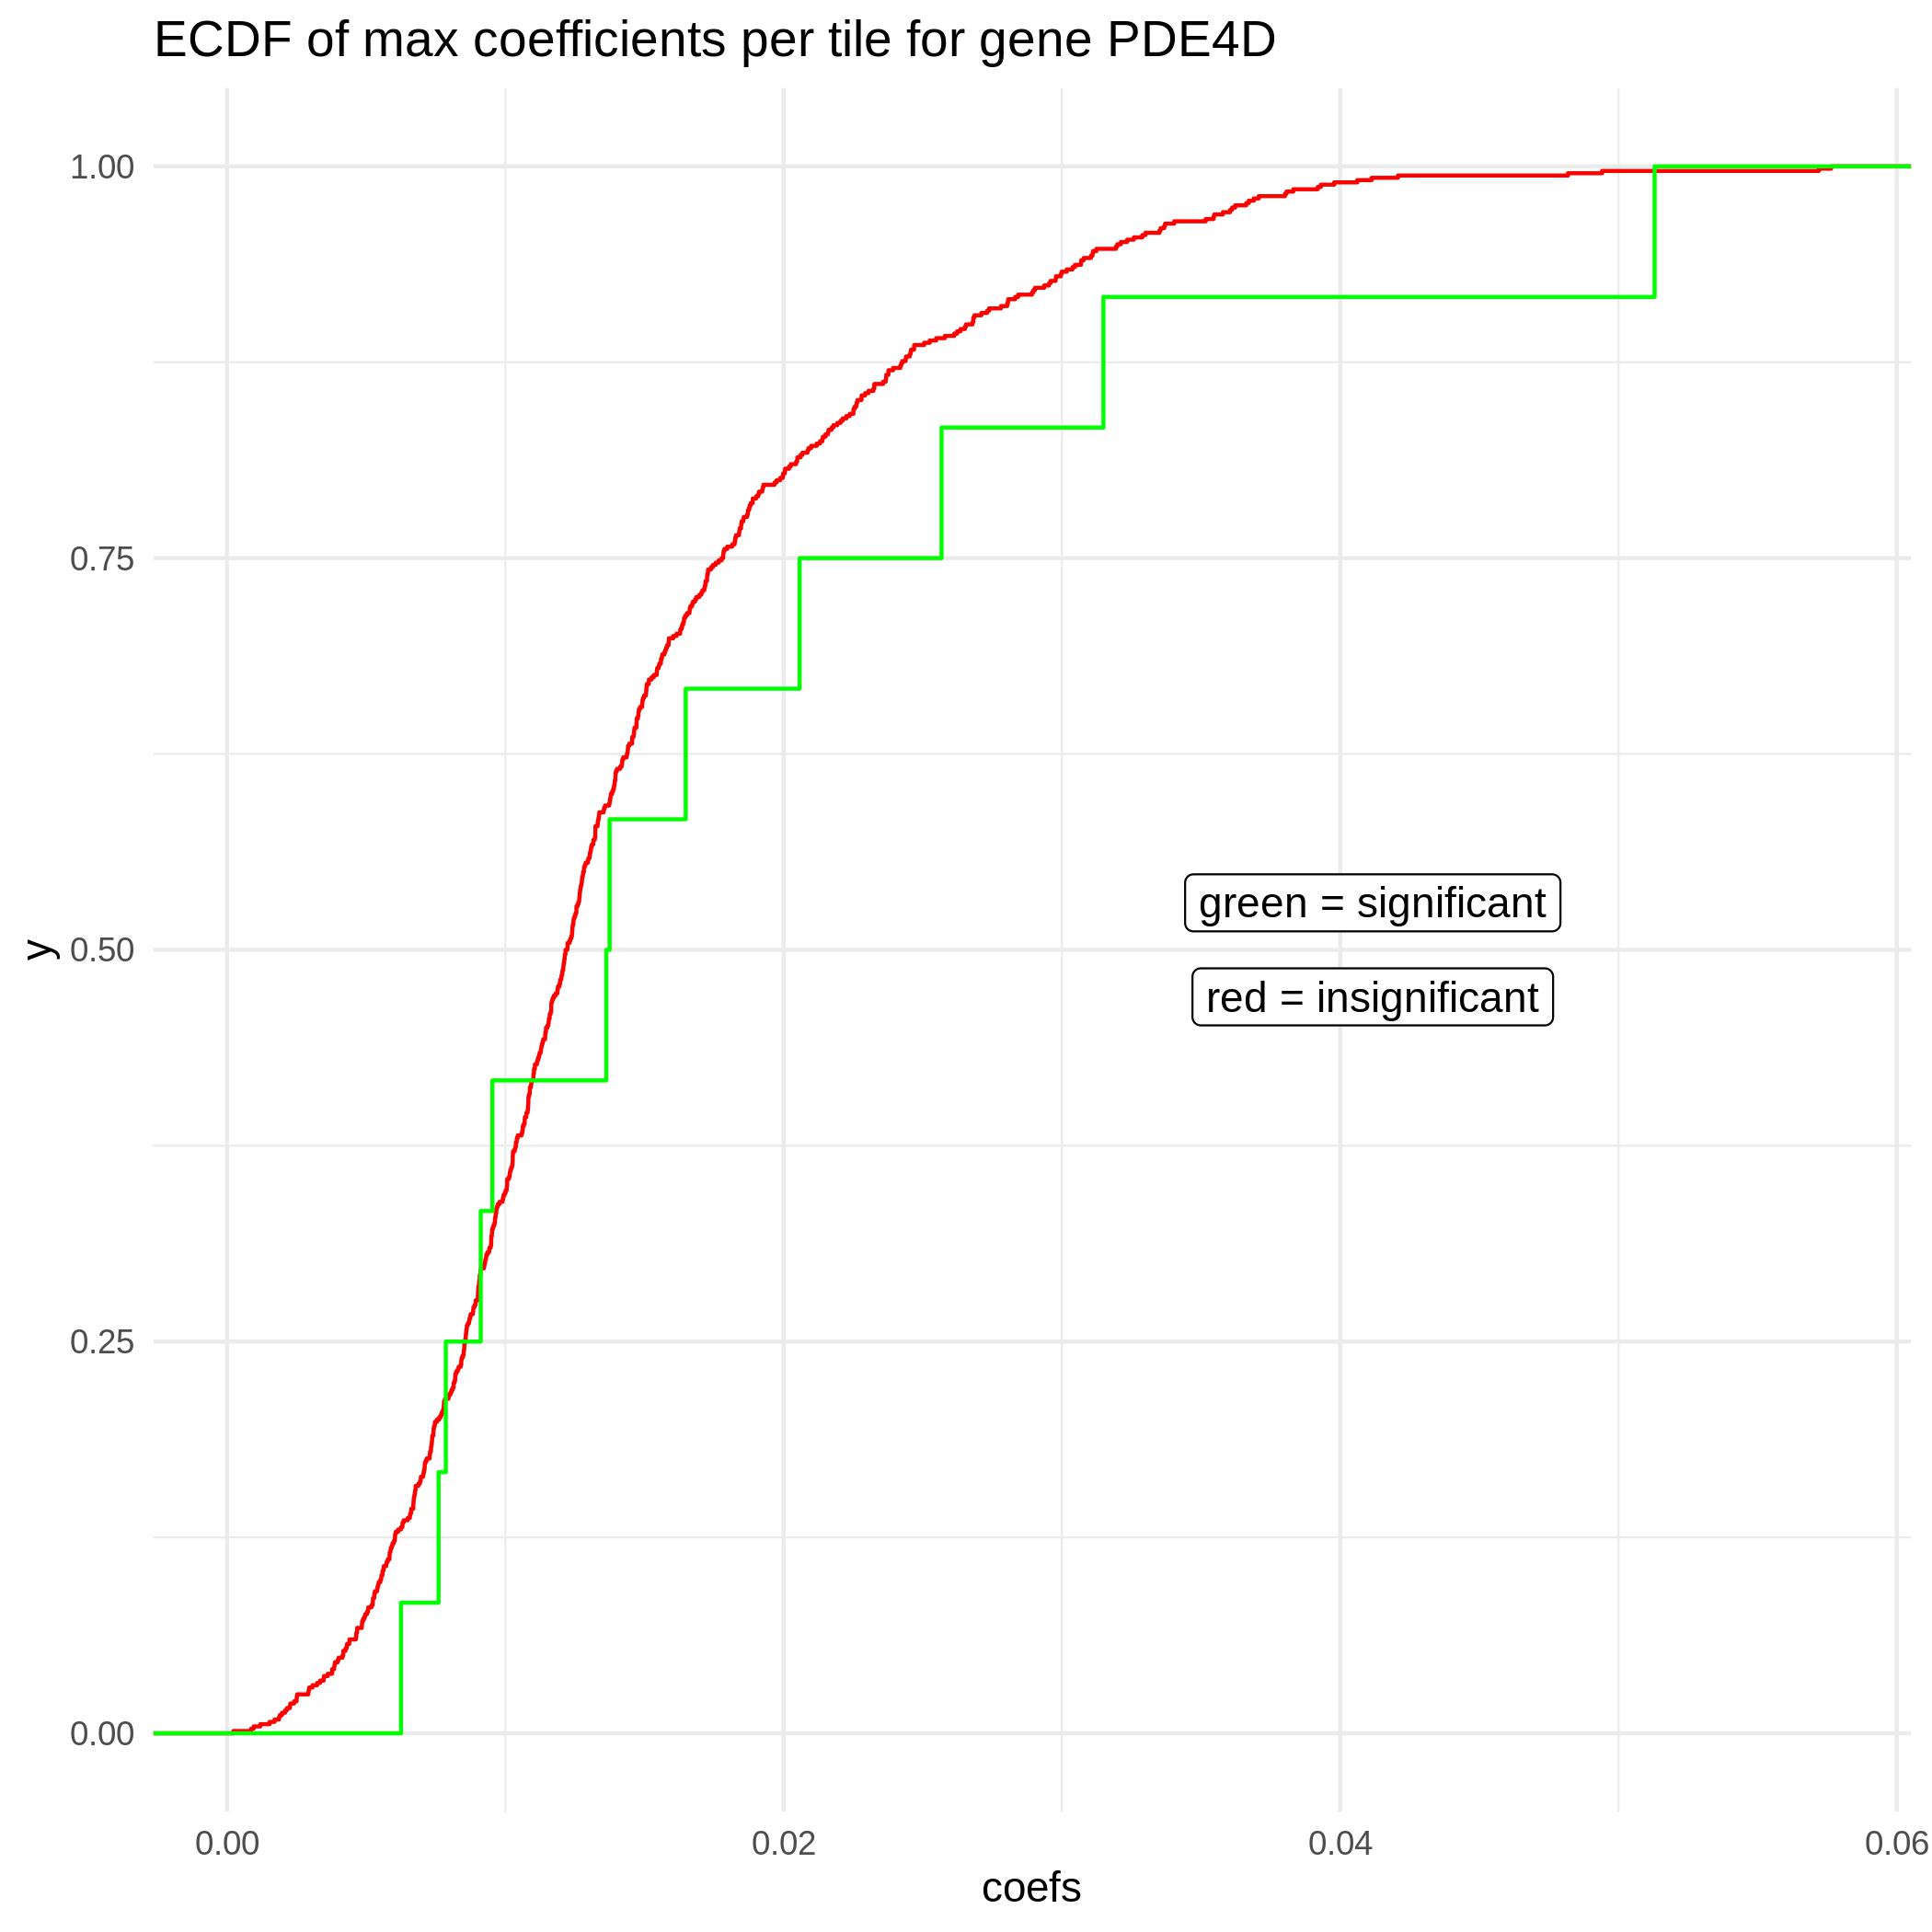 ECDF of max coefficients per tile for gene PDE4D
1.00
0.75
0.50
0.25
0.00
y
green = significant
red = insignificant
0.00 0.02 0.04 0.06
coefs